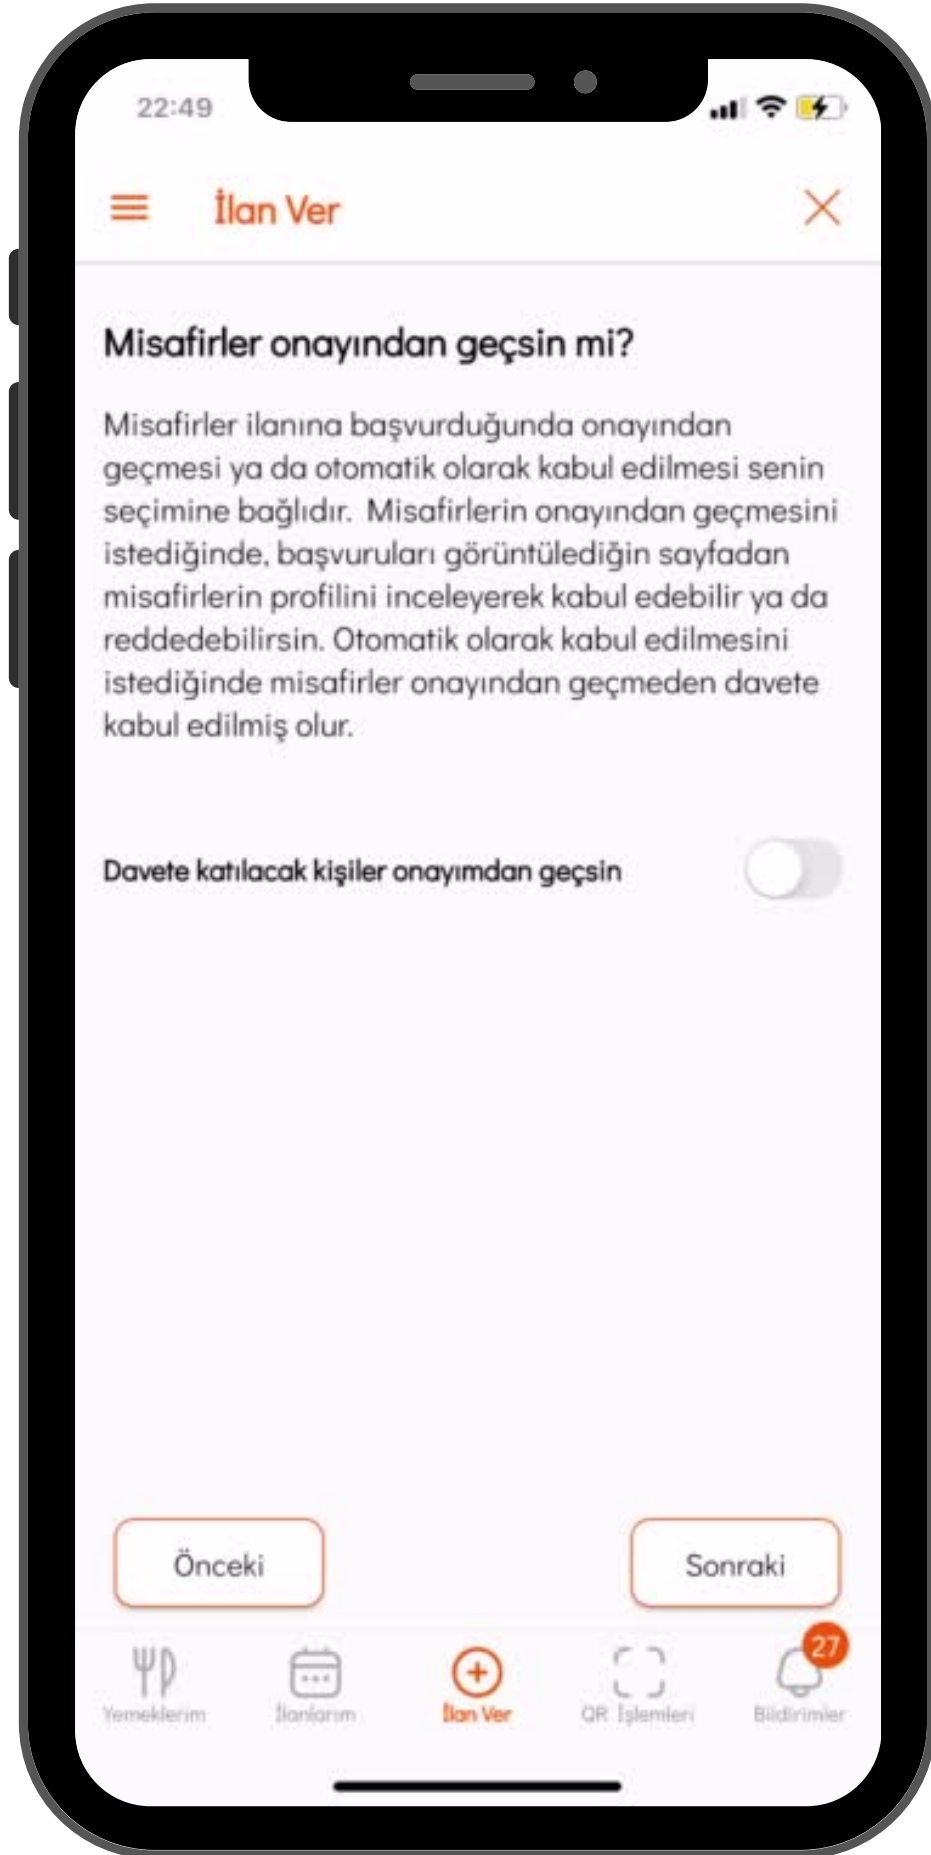 22:49
İlan Ver
Misafirler onayından geçsin mi?
Misafirler ilanına başvurduğunda onayından
geçmesi ya da otomatik olarak kabul edilmesi senin
seçimine bağlıdır.  Misafirlerin onayından geçmesini
istediğinde, başvuruları görüntülediğin sayfadan
misafirlerin profilini inceleyerek kabul edebilir ya da
reddedebilirsin. Otomatik olarak kabul edilmesini
istediğinde misafirler onayından geçmeden davete
kabul edilmiş olur.
Davete katılacak kişiler onayımdan geçsin
Önceki
Sonraki
27
Yemeklerim
İlanlarım
İlan Ver
QR İşlemleri
Bildirimler